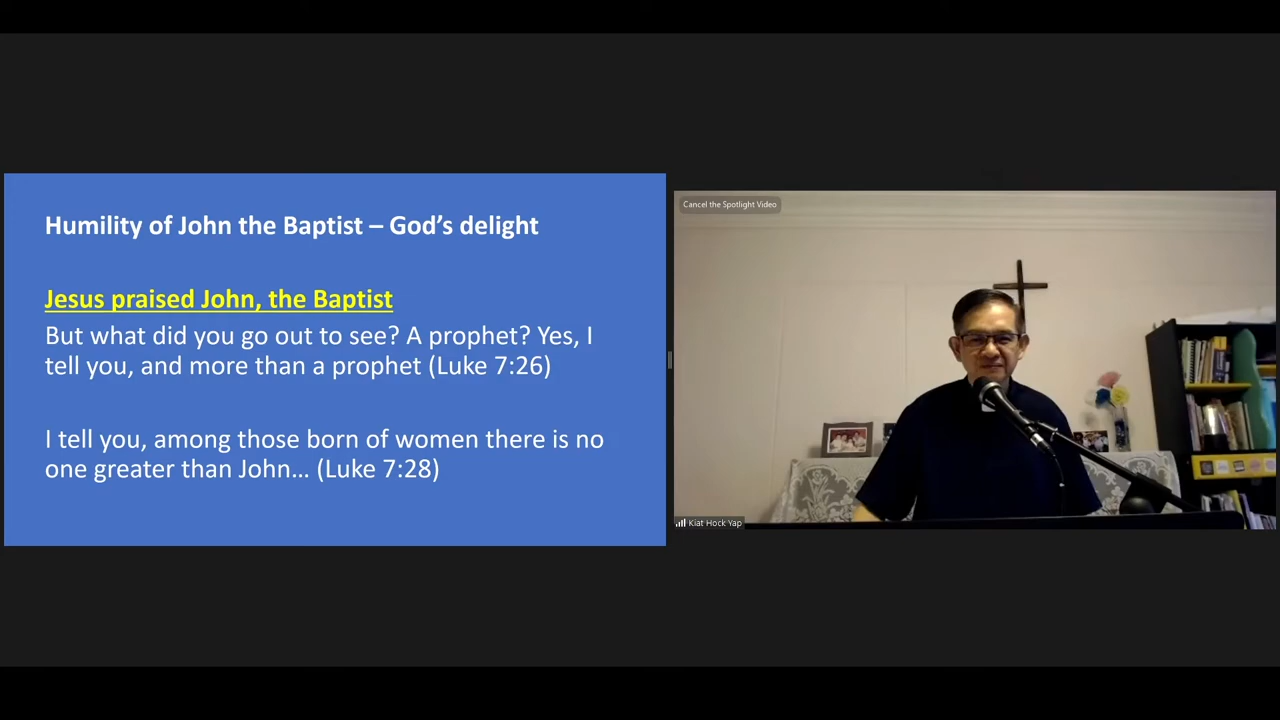 Humility of John the Baptist – God's delight
Jesus praised John, the Baptist
But what did you go out to see? A prophet? Yes, I
tell you, and more than a prophet (Luke 7:26)
I tell you, among those born of women there is no
one greater than John... (Luke 7:28)
Cancel the Spotlight Video
Kiat Hock Yap